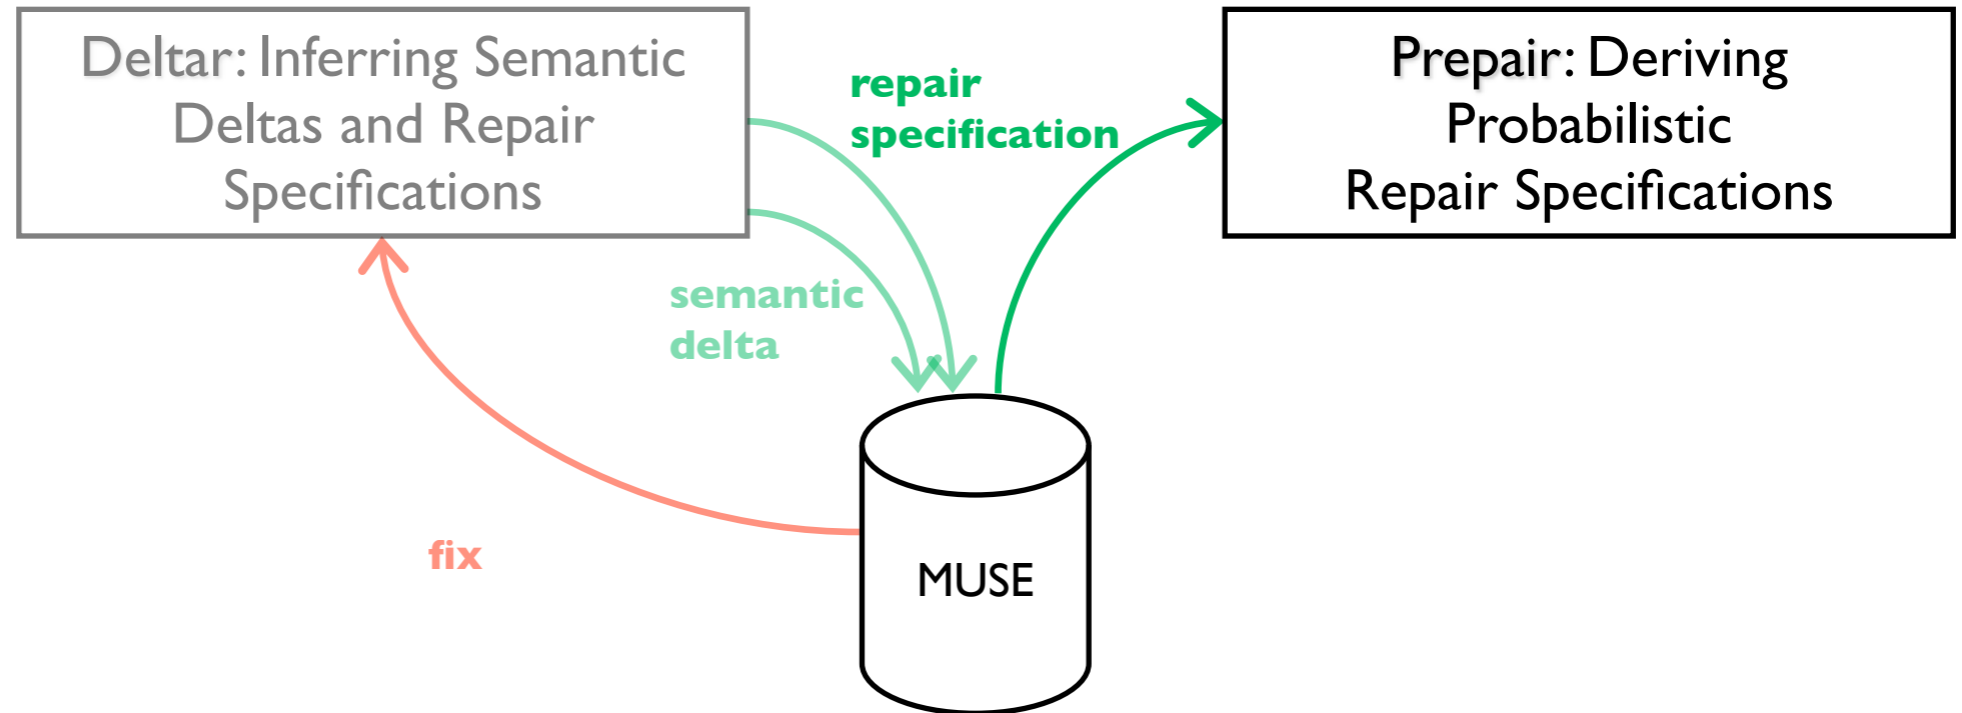 Deltar: Inferring Semantic
Deltas and Repair
Specifications
repair
specification
Prepair: Deriving
Probabilistic
Repair Specifications
semantic
delta
fix
MUSE